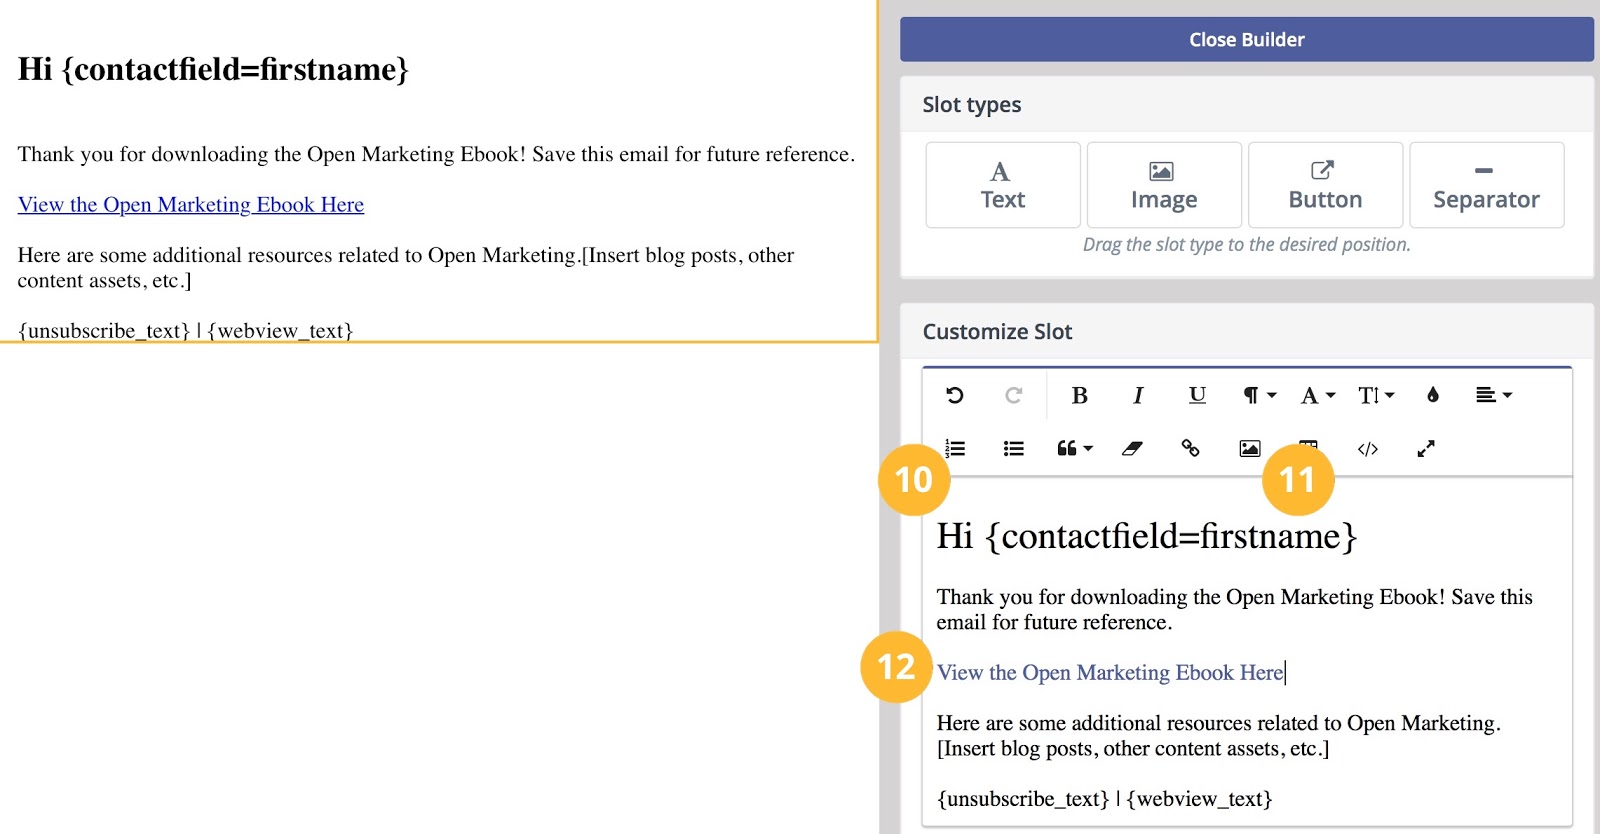 Hi {contactfield=firstname}
Thank you for downloading the Open Marketing Ebook! Save this email for future reference.
View the Open Marketing Ebook Here
Here are some additional resources related to Open Marketing.[Insert blog posts, other
content assets, etc.]
{unsubscribe_text} | {webview_text}
Close Builder
Slot types
A
Text
Image
Button
Separator
Drag the slot type to the desired position.
Customize Slot
B I U ¶ A T
</>
10
11
Hi {contactfield=firstname}
Thank you for downloading the Open Marketing Ebook! Save this
email for future reference.
12
View the Open Marketing Ebook Here
Here are some additional resources related to Open Marketing.
[Insert blog posts, other content assets, etc.]
{unsubscribe_text} | {webview_text}